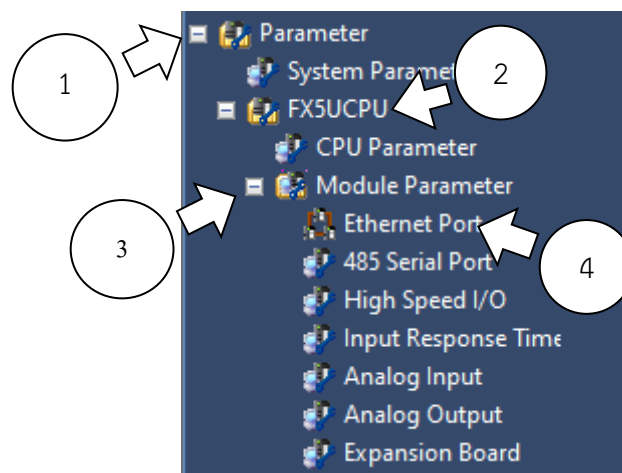 1
Parameter
System Paramet
2
FX5UCPU
CPU Parameter
Module Parameter
3
Ethernet Port
4
485 Serial Port
High Speed I/O
Input Response Time
Analog Input
Analog Output
Expansion Board